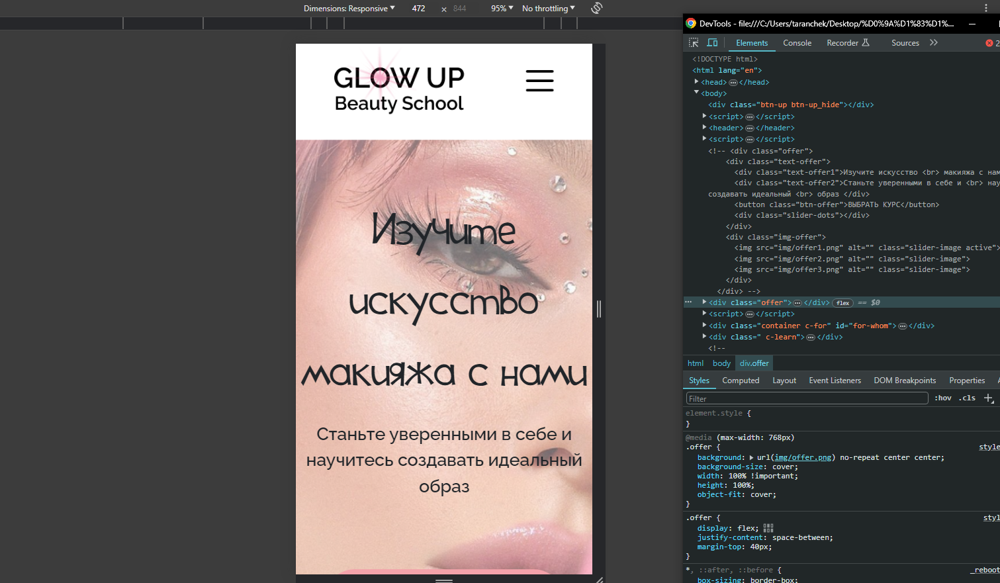 Dimensions: Responsive 472 × 844 95% No throttling
DevTools - file:///C:/Users/taranchek/Desktop/%D0%9A%D1%83%D1%...
Elements Console Recorder Sources 2
GLOW UP
Beauty School
Изучите
искусство
макияжа с нами
Станьте уверенными в себе и
научитесь создавать идеальный
образ
<!DOCTYPE html>
<html lang="en">
<head> ... </head>
<body>
<div class="btn-up btn-up_hide"></div>
<script> ... </script>
<header> ... </header>
<script> ... </script>
<!-- <div class="offer">
<div class="text-offer">
<div class="text-offer1">Изучите искусство <br> макияжа с нам
<div class="text-offer2">Станьте уверенными в себе и <br> нау
создавать идеальный <br> образ </div>
<button class="btn-offer">ВЫБРАТЬ КУРС</button>
<div class="slider-dots"></div>
</div>
<div class="img-offer">
<img src="img/offer1.png" alt="" class="slider-image active">
<img src="img/offer2.png" alt="" class="slider-image">
<img src="img/offer3.png" alt="" class="slider-image">
</div>
</div> -->
<div class="offer"> ... </div> flex == $0
<script> ... </script>
<div class="container c-for" id="for-whom"> ... </div>
<div class=" c-learn"> ... </div>
<!--
html body div.offer
Styles Computed Layout Event Listeners DOM Breakpoints Properties A
Filter :hov .cls
element.style {
}
@media (max-width: 768px)
.offer { style
background: url(img/offer.png) no-repeat center center;
background-size: cover;
width: 100% !important;
height: 100%;
object-fit: cover;
}
.offer { styl
display: flex;
justify-content: space-between;
margin-top: 40px;
}
*, ::after, ::before { _reboot
box-sizing: border-box;